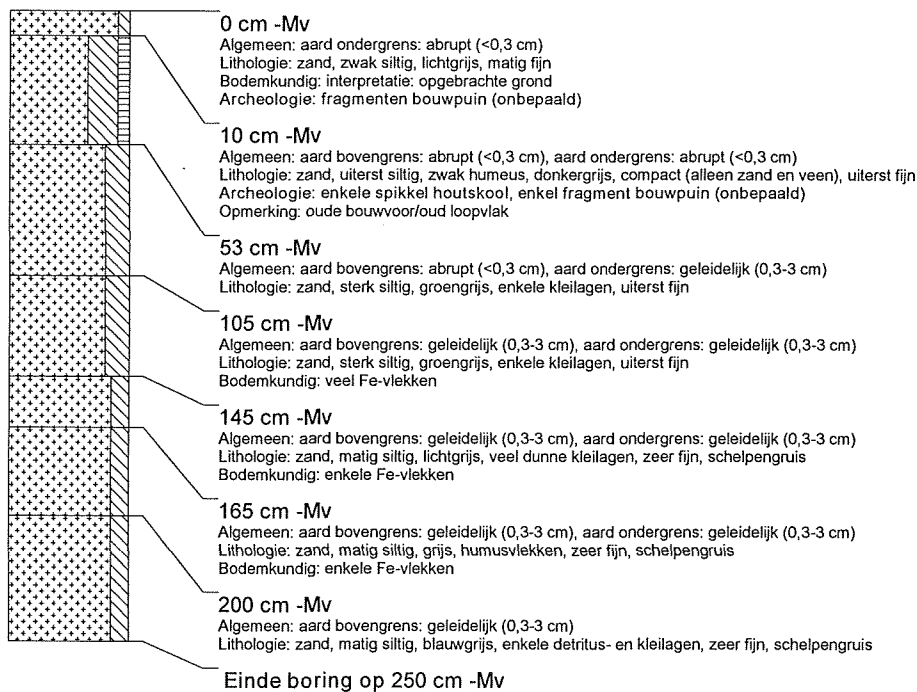 0 cm -Mv
Algemeen: aard ondergrens: abrupt (<0,3 cm)
Lithologie: zand, zwak siltig, lichtgrijs, matig fijn
Bodemkundig: interpretatie: opgebrachte grond
Archeologie: fragmenten bouwpuin (onbepaald)
10 cm -Mv
Algemeen: aard bovengrens: abrupt (<0,3 cm), aard ondergrens: abrupt (<0,3 cm)
Lithologie: zand, uiterst siltig, zwak humeus, donkergrijs, compact (alleen zand en veen), uiterst fijn
Archeologie: enkele spikkel houtskool, enkel fragment bouwpuin (onbepaald)
Opmerking: oude bouwvoor/oud loopvlak
53 cm -Mv
Algemeen: aard bovengrens: abrupt (<0,3 cm), aard ondergrens: geleidelijk (0,3-3 cm)
Lithologie: zand, sterk siltig, groengrijs, enkele kleilagen, uiterst fijn
105 cm -Mv
Algemeen: aard bovengrens: geleidelijk (0,3-3 cm), aard ondergrens: geleidelijk (0,3-3 cm)
Lithologie: zand, sterk siltig, groengrijs, enkele kleilagen, uiterst fijn
Bodemkundig: veel Fe-vlekken
145 cm -Mv
Algemeen: aard bovengrens: geleidelijk (0,3-3 cm), aard ondergrens: geleidelijk (0,3-3 cm)
Lithologie: zand, matig siltig, lichtgrijs, veel dunne kleilagen, zeer fijn, schelpengruis
Bodemkundig: enkele Fe-vlekken
165 cm -Mv
Algemeen: aard bovengrens: geleidelijk (0,3-3 cm), aard ondergrens: geleidelijk (0,3-3 cm)
Lithologie: zand, matig siltig, grijs, humusvlekken, zeer fijn, schelpengruis
Bodemkundig: enkele Fe-vlekken
200 cm -Mv
Algemeen: aard bovengrens: geleidelijk (0,3-3 cm)
Lithologie: zand, matig siltig, blauwgrijs, enkele detritus- en kleilagen, zeer fijn, schelpengruis
Einde boring op 250 cm -Mv